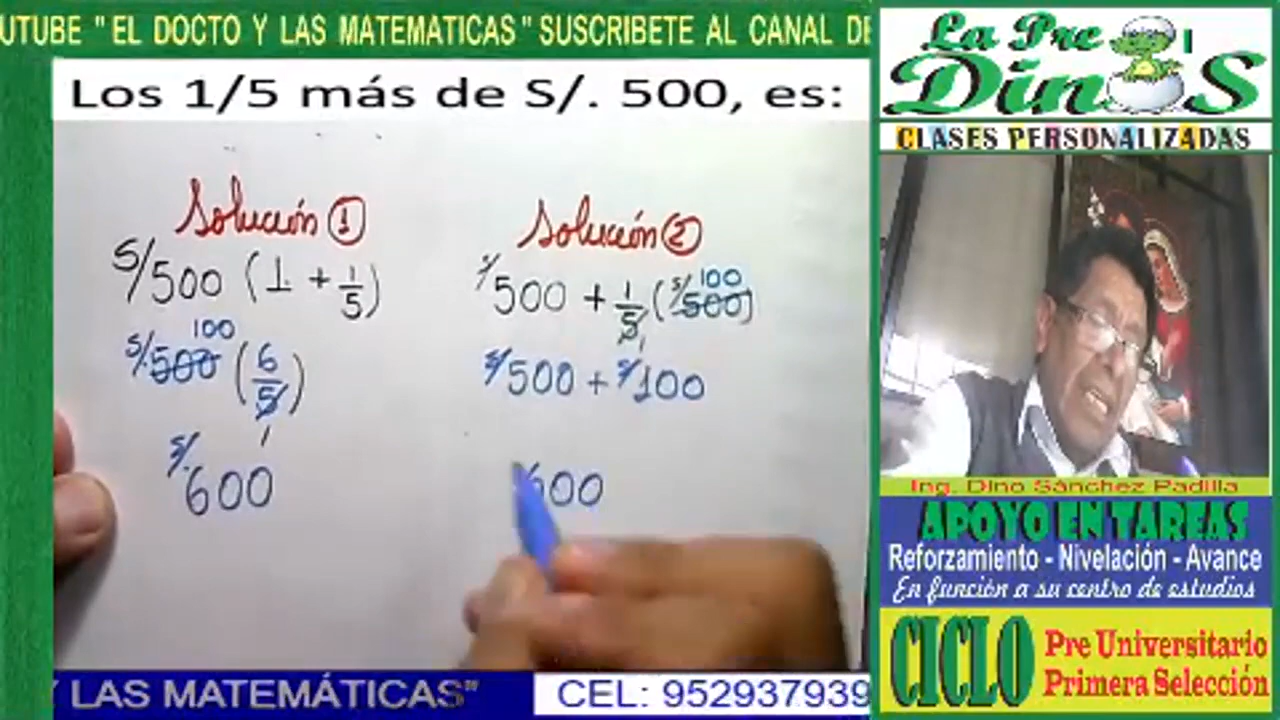 UTUBE " EL DOCTO Y LAS MATEMATICAS" SUSCRIBETE AL CANAL DE
Los 1/5 más de S/. 500, es:
Solución 1
S/500 (1 + 1/5)
100
S/.500 (6/5)
1
S/.600
Solución 2
100
S/500 + 1/5 (S/500)
1
S/500 + S/100
600
Y LAS MATEMÁTICAS"
CEL: 952937939
La Pre
DinoS
CLASES PERSONALIZADAS
Ing. Dino Sánchez Padilla
APOYO EN TAREAS
Reforzamiento - Nivelación - Avance
En función a su centro de estudios
CICLO
Pre Universitario
Primera Selección